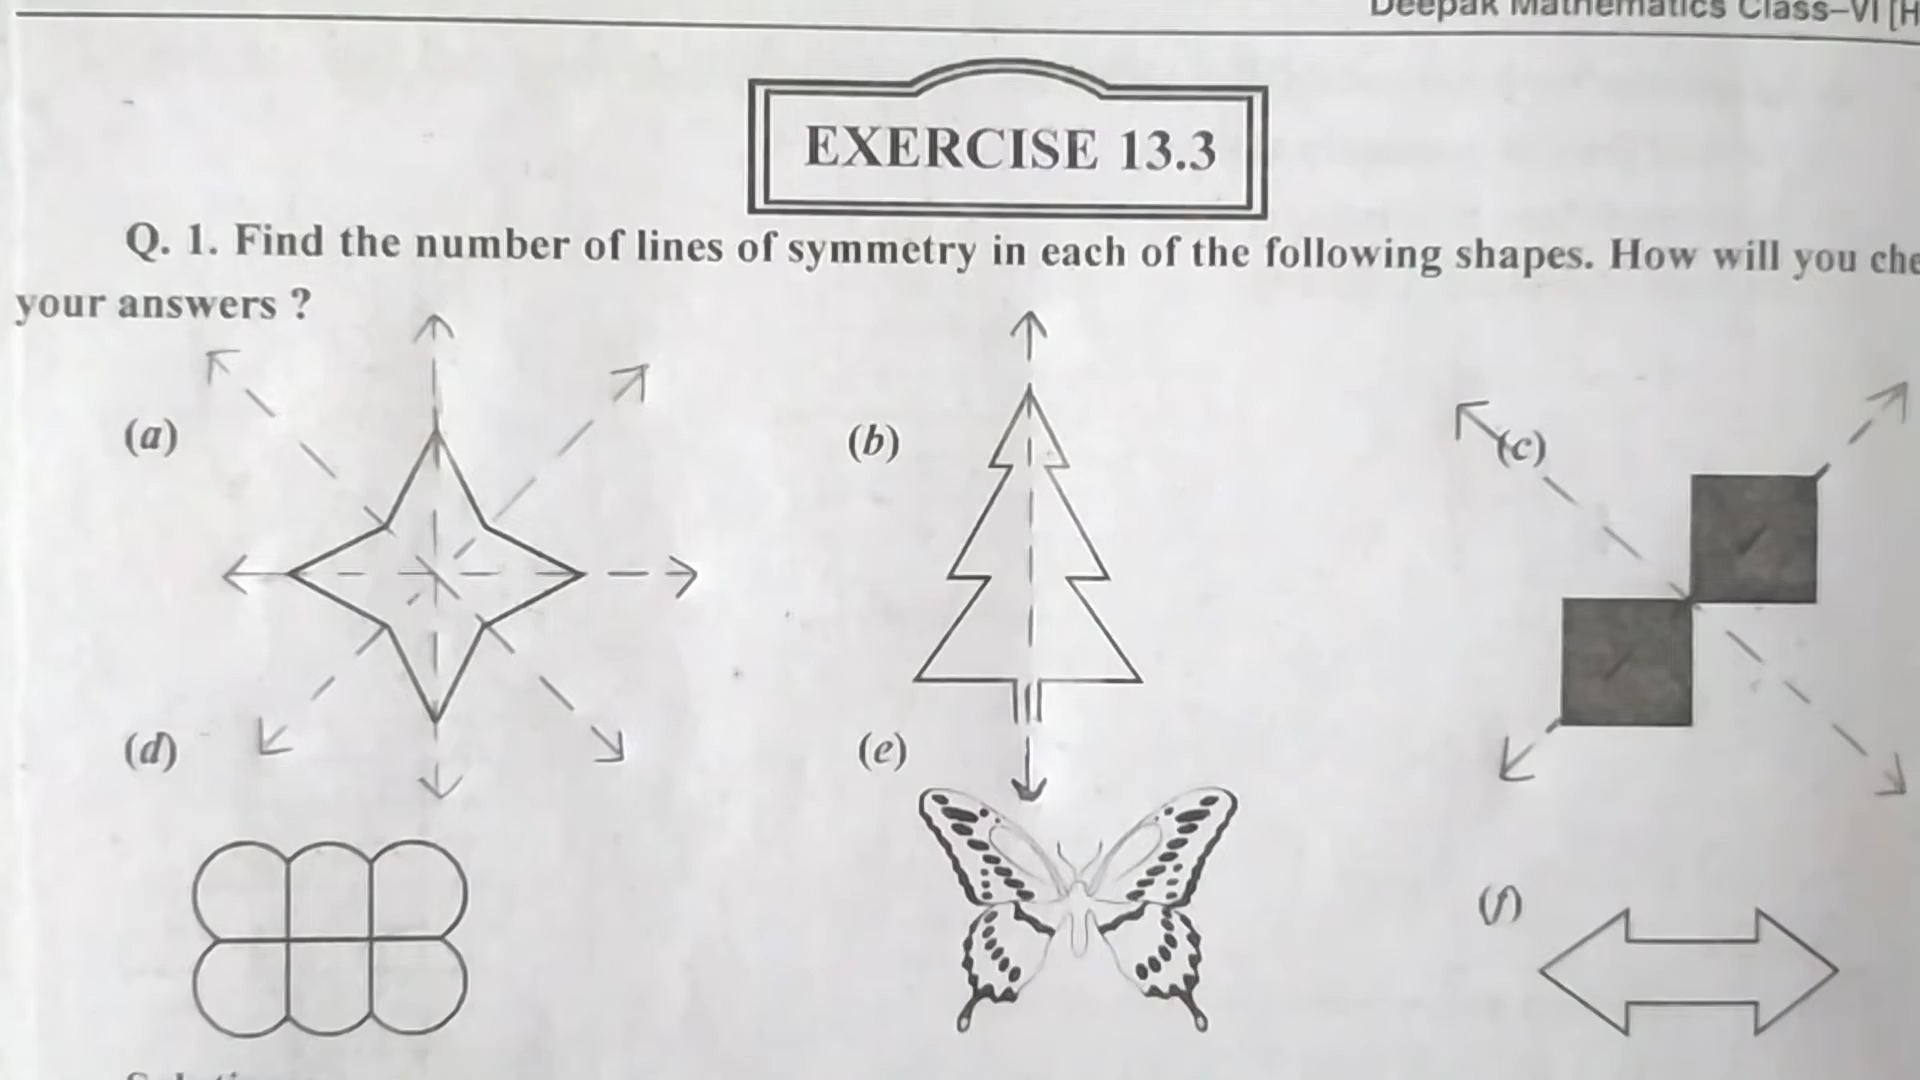 Deepak Mathematics Class–VI [H
EXERCISE 13.3
Q. 1. Find the number of lines of symmetry in each of the following shapes. How will you che
your answers ?
(a)
(b)
(c)
(d)
(e)
(f)